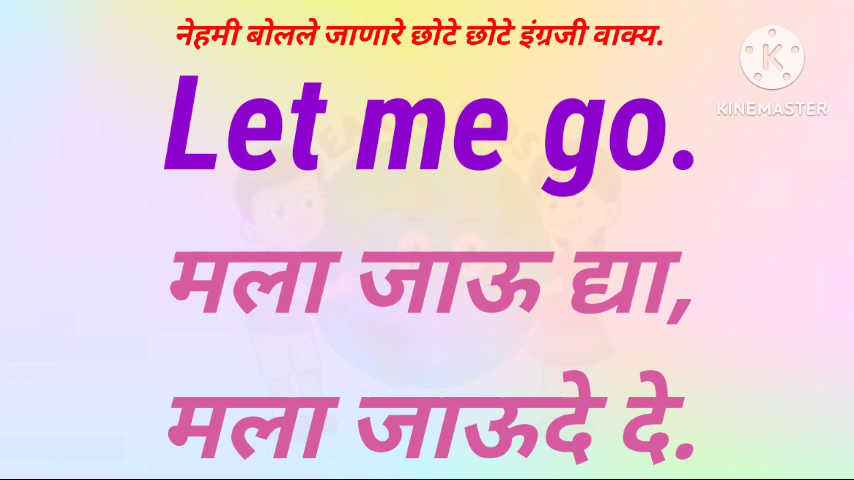 नेहमी बोलले जाणारे छोटे छोटे इंग्रजी वाक्य.
KINEMASTER
Let me go.
मला जाऊ द्या,
मला जाऊदे दे.